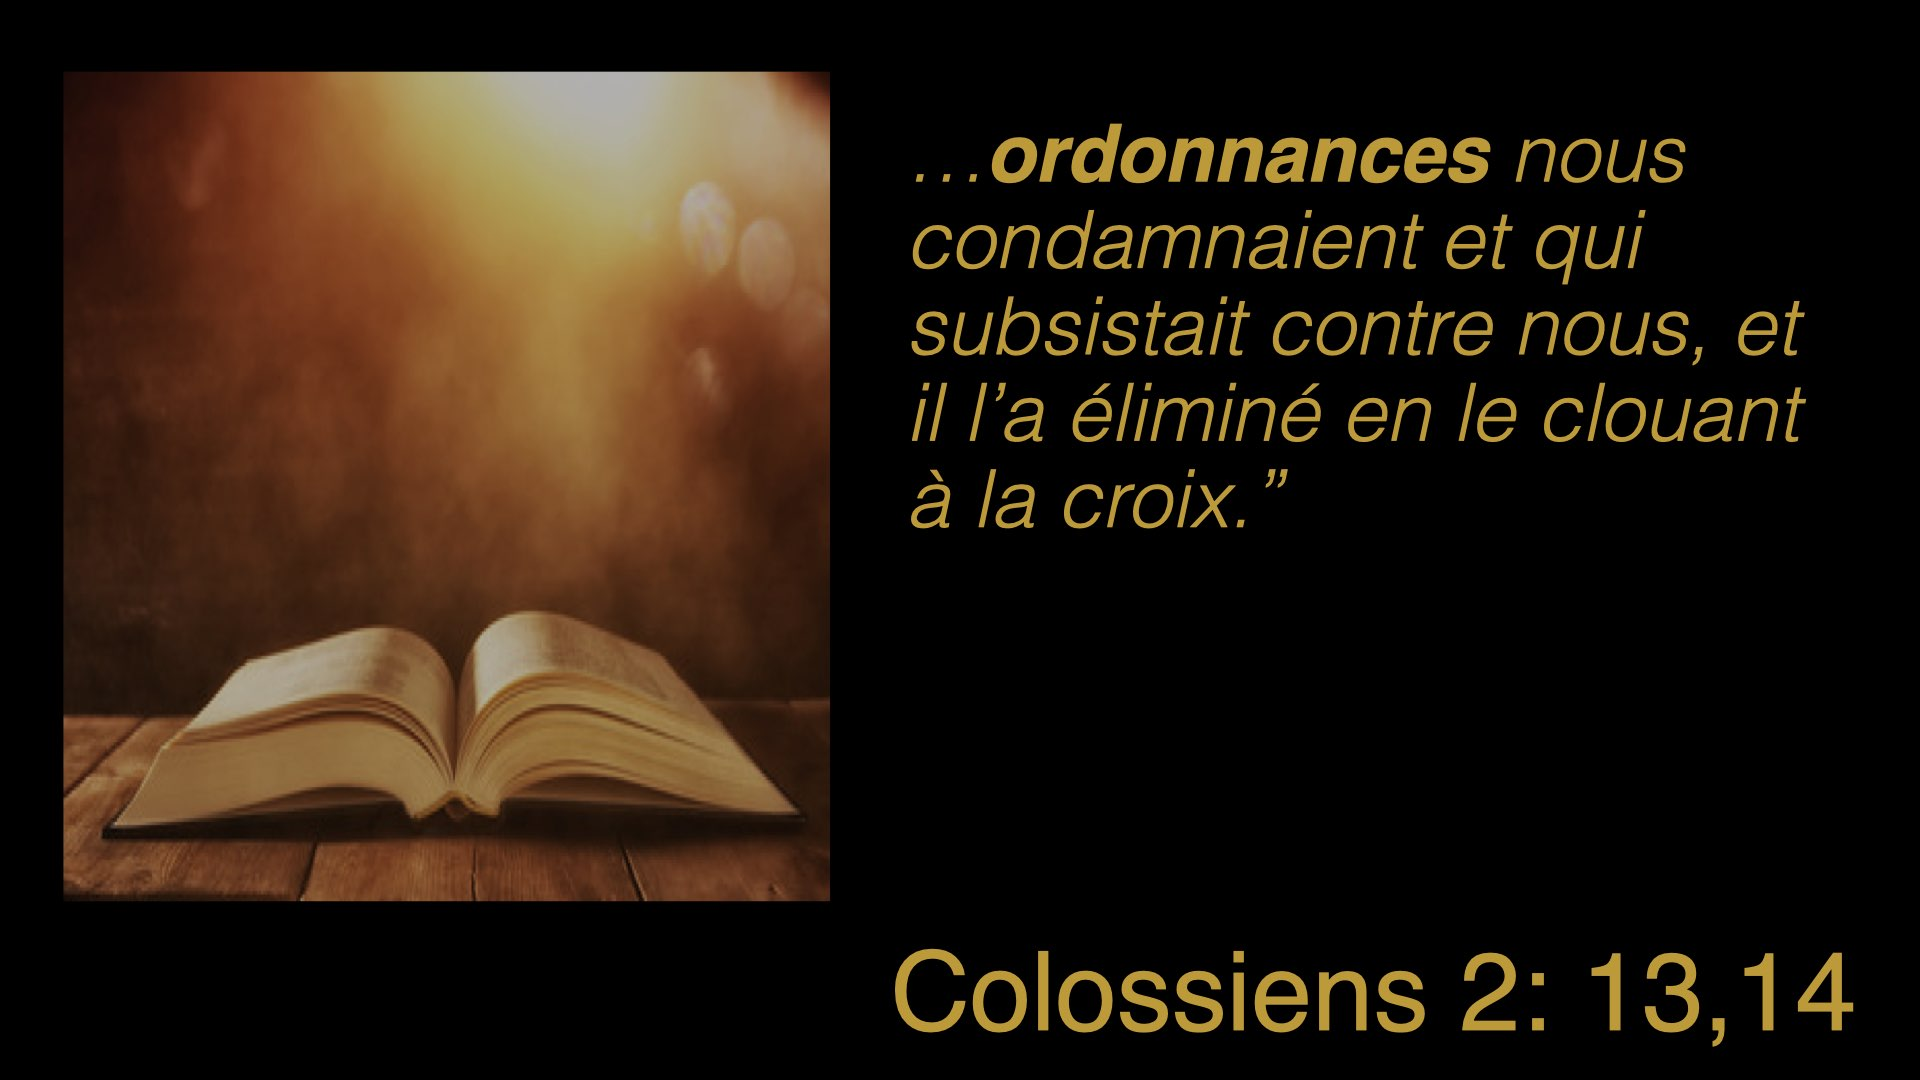 …ordonnances nous
condamnaient et qui
subsistait contre nous, et
il l’a éliminé en le clouant
à la croix.”
Colossiens 2: 13,14